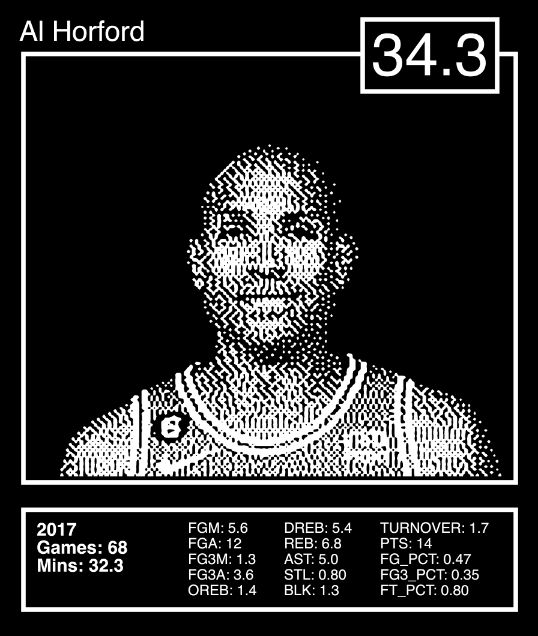 Al Horford
34.3
6
2017
Games: 68
Mins: 32.3
FGM: 5.6
FGA: 12
FG3M: 1.3
FG3A: 3.6
OREB: 1.4
DREB: 5.4
REB: 6.8
AST: 5.0
STL: 0.80
BLK: 1.3
TURNOVER: 1.7
PTS: 14
FG_PCT: 0.47
FG3_PCT: 0.35
FT_PCT: 0.80